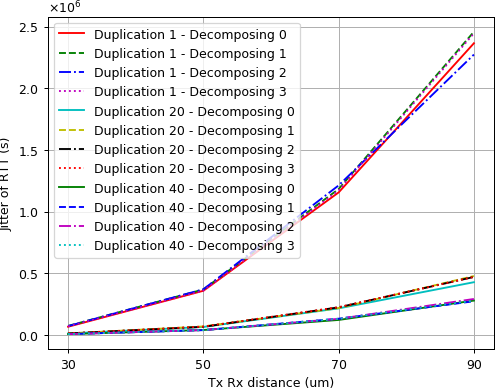 ×10⁶
2.5
2.0
1.5
1.0
0.5
0.0
Jitter of RTT (s)
Duplication 1 - Decomposing 0
Duplication 1 - Decomposing 1
Duplication 1 - Decomposing 2
Duplication 1 - Decomposing 3
Duplication 20 - Decomposing 0
Duplication 20 - Decomposing 1
Duplication 20 - Decomposing 2
Duplication 20 - Decomposing 3
Duplication 40 - Decomposing 0
Duplication 40 - Decomposing 1
Duplication 40 - Decomposing 2
Duplication 40 - Decomposing 3
30
50
70
90
Tx Rx distance (um)